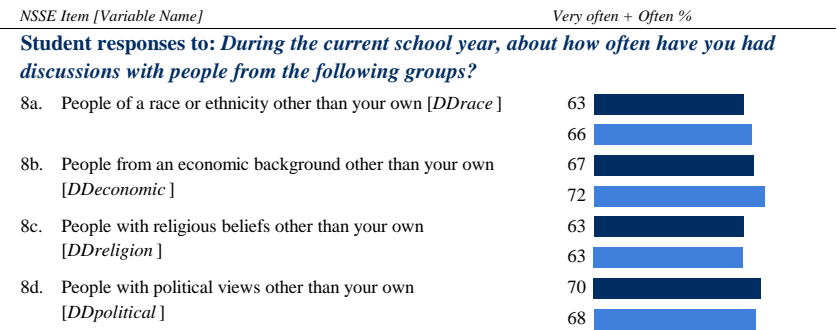 NSSE Item [Variable Name] Very often + Often %
Student responses to: During the current school year, about how often have you had
discussions with people from the following groups?
8a. People of a race or ethnicity other than your own [DDrace ] 63
66
8b. People from an economic background other than your own 67
[DDeconomic ] 72
8c. People with religious beliefs other than your own 63
[DDreligion ] 63
8d. People with political views other than your own 70
[DDpolitical ] 68